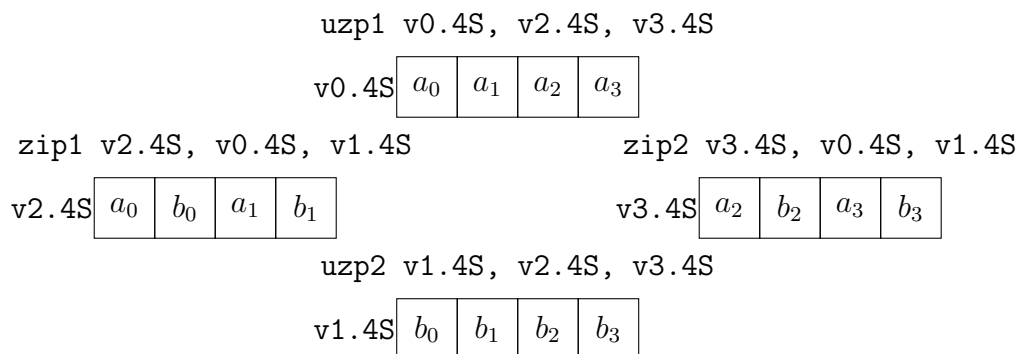 uzp1 v0.4S, v2.4S, v3.4S
v0.4S a₀ a₁ a₂ a₃
zip1 v2.4S, v0.4S, v1.4S
zip2 v3.4S, v0.4S, v1.4S
v2.4S a₀ b₀ a₁ b₁
v3.4S a₂ b₂ a₃ b₃
uzp2 v1.4S, v2.4S, v3.4S
v1.4S b₀ b₁ b₂ b₃